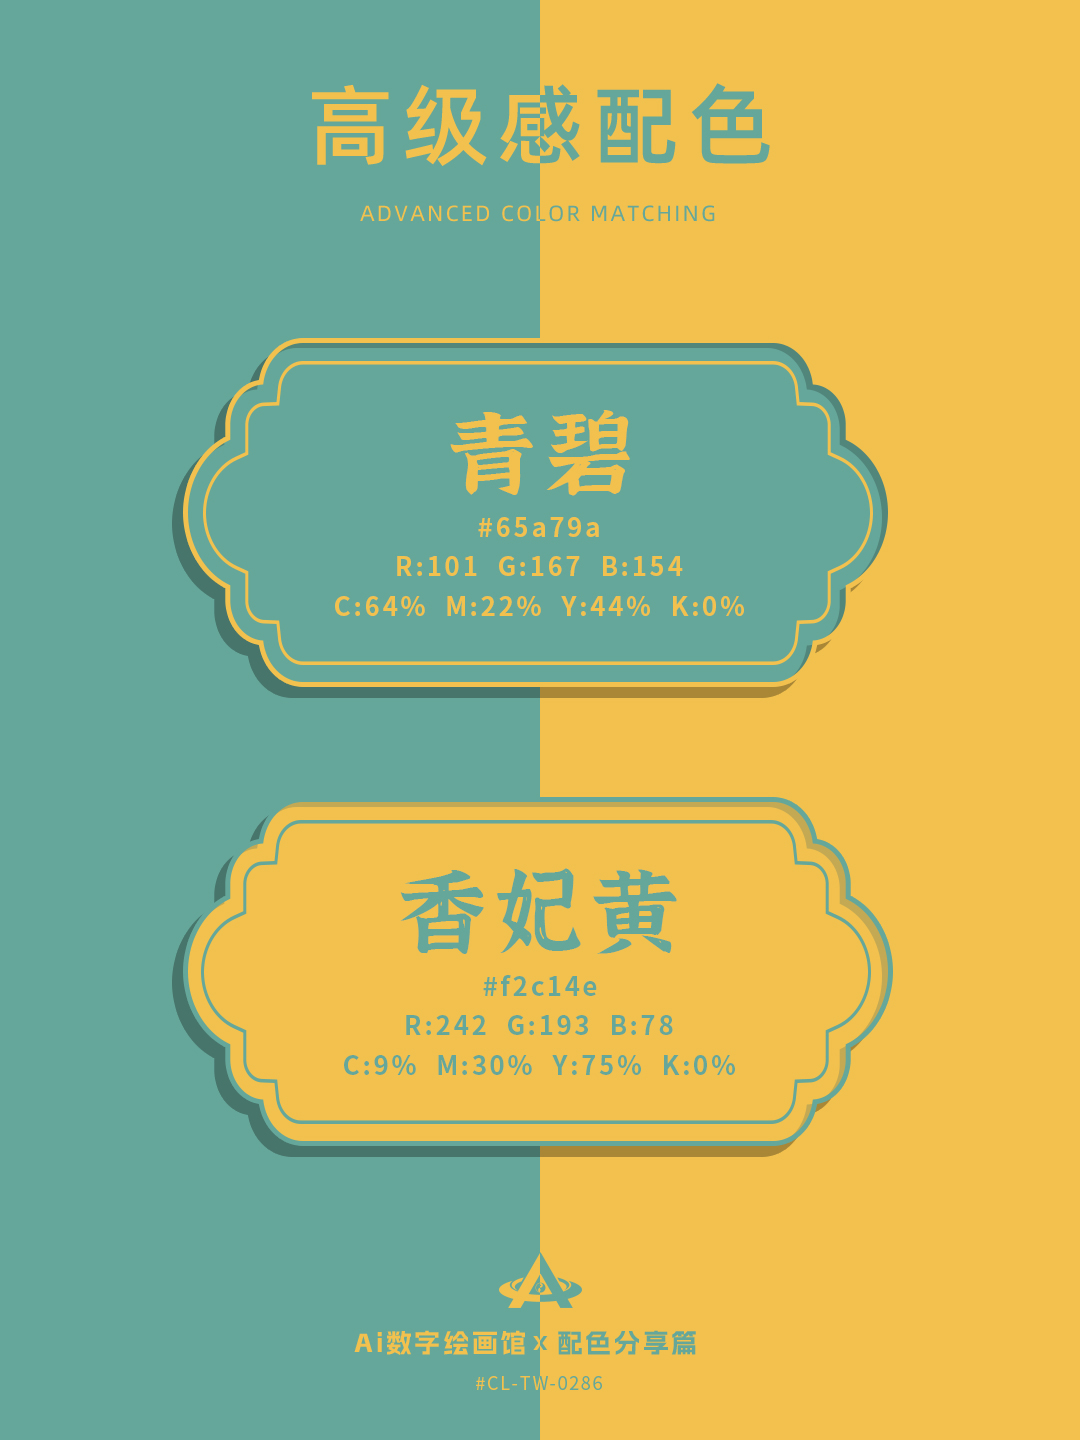 高级感配色
ADVANCED COLOR MATCHING
青碧
#65a79a
R:101 G:167 B:154
C:64% M:22% Y:44% K:0%
香妃黄
#f2c14e
R:242 G:193 B:78
C:9% M:30% Y:75% K:0%
Ai数字绘画馆 x 配色分享篇
#CL-TW-0286